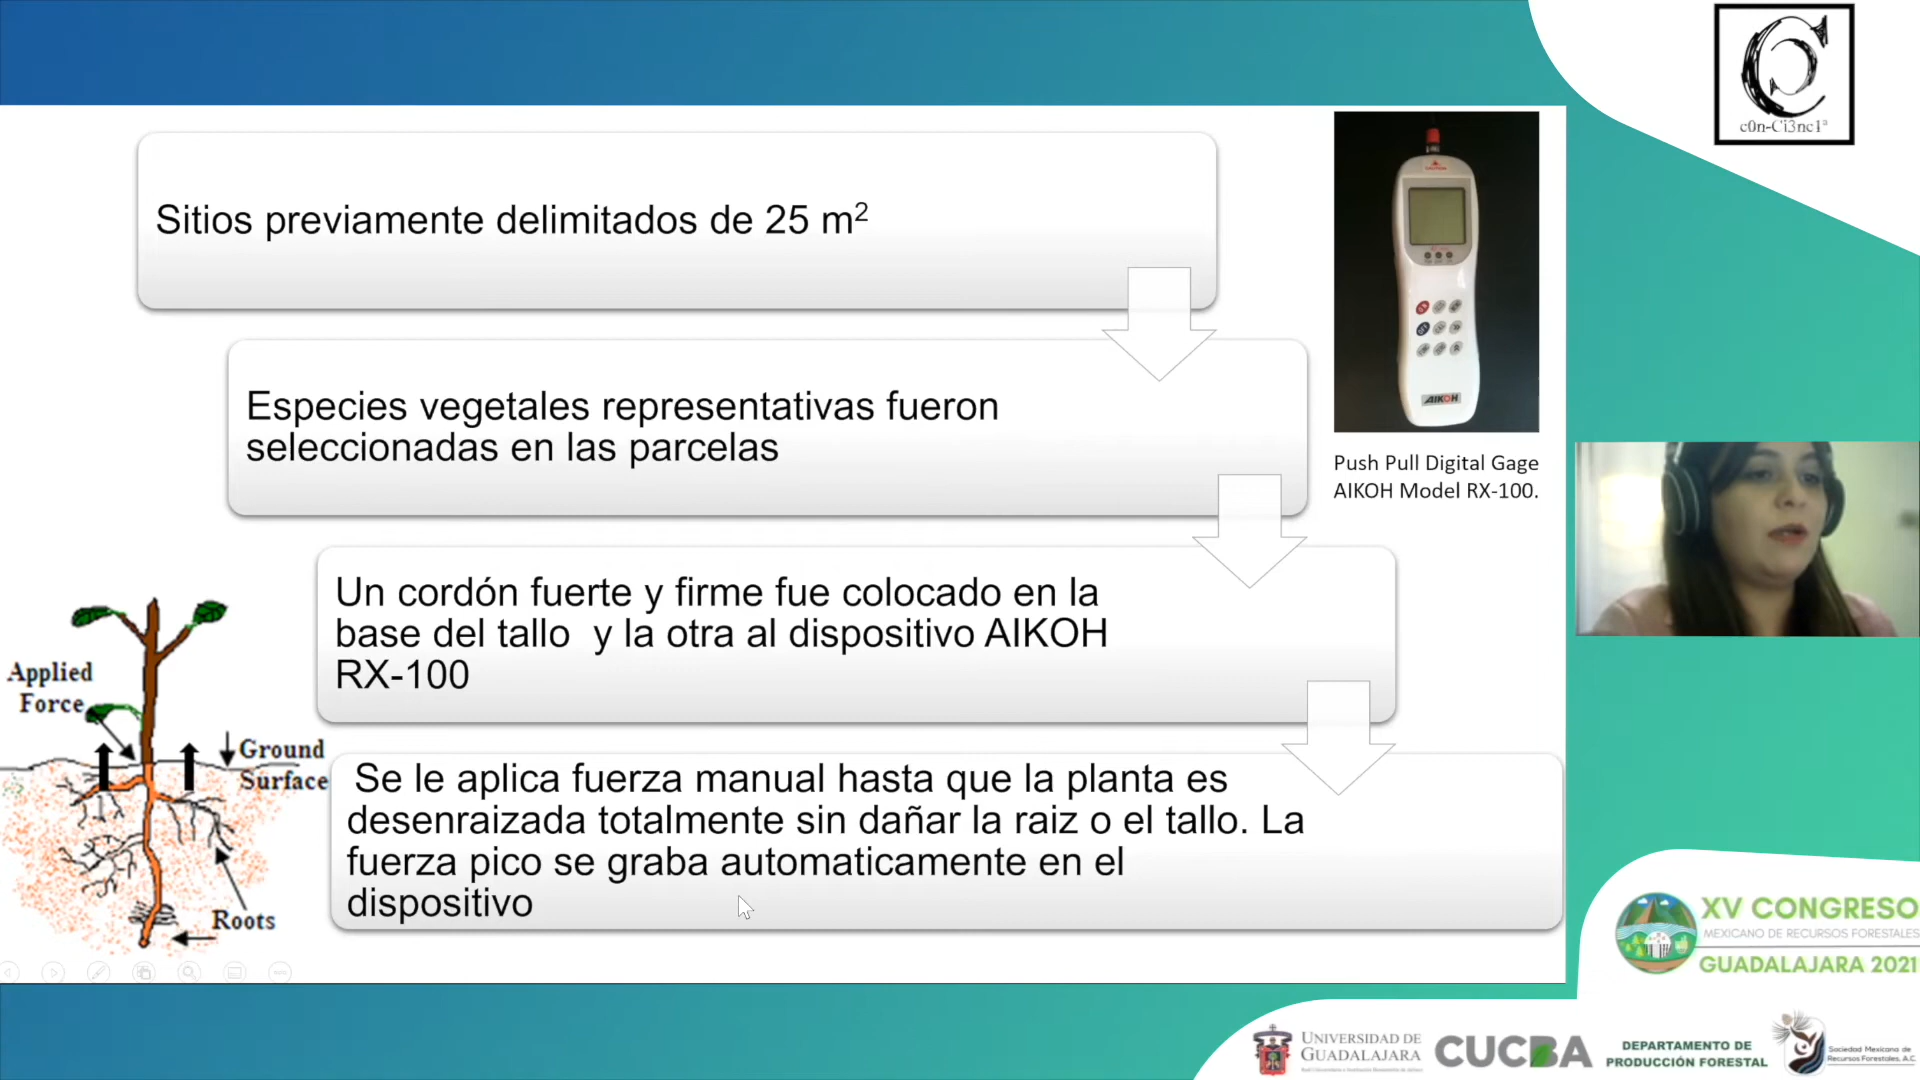 c0n-Ci3nc1ª
Sitios previamente delimitados de 25 m²
Especies vegetales representativas fueron
seleccionadas en las parcelas
AIKOH
Push Pull Digital Gage
AIKOH Model RX-100.
Un cordón fuerte y firme fue colocado en la
base del tallo  y la otra al dispositivo AIKOH
RX-100
Applied
Force
Ground
Surface
Roots
Se le aplica fuerza manual hasta que la planta es
desenraizada totalmente sin dañar la raiz o el tallo. La
fuerza pico se graba automaticamente en el
dispositivo
XV CONGRESO
MEXICANO DE RECURSOS FORESTALES
GUADALAJARA 2021
UNIVERSIDAD DE
GUADALAJARA
CUCBA
DEPARTAMENTO DE
PRODUCCIÓN FORESTAL
Sociedad Mexicana de
Recursos Forestales, A.C.